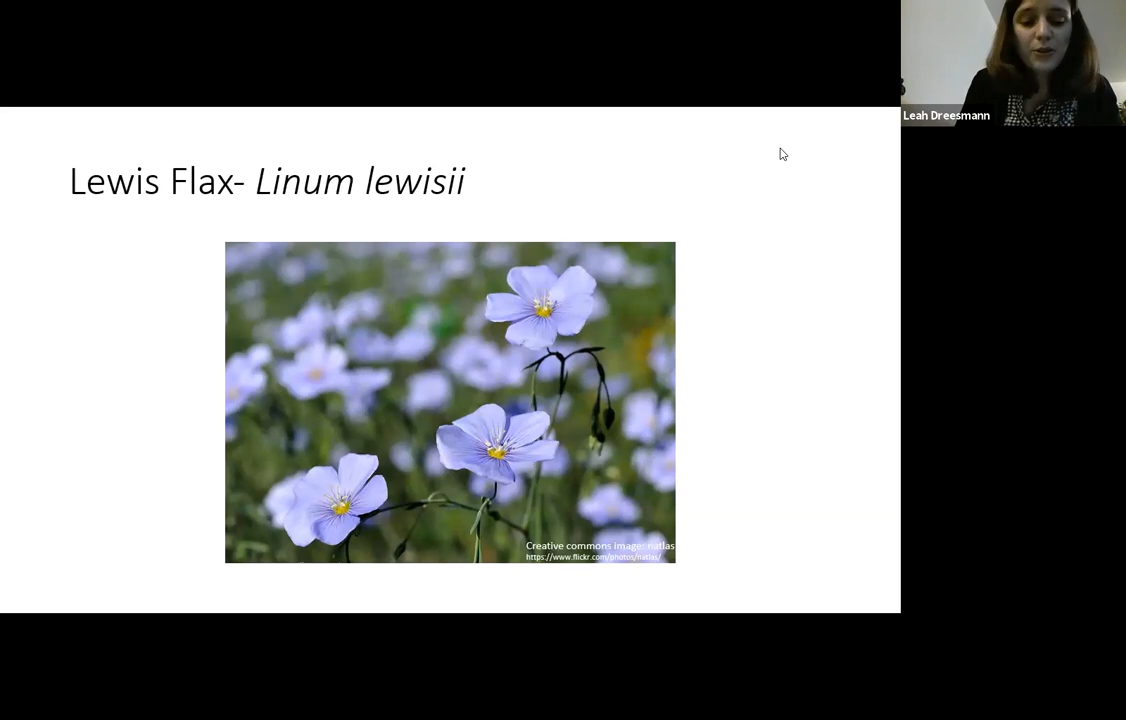 Leah Dreesmann
Lewis Flax- Linum lewisii
Creative commons image: natlas
https://www.flickr.com/photos/natlas/